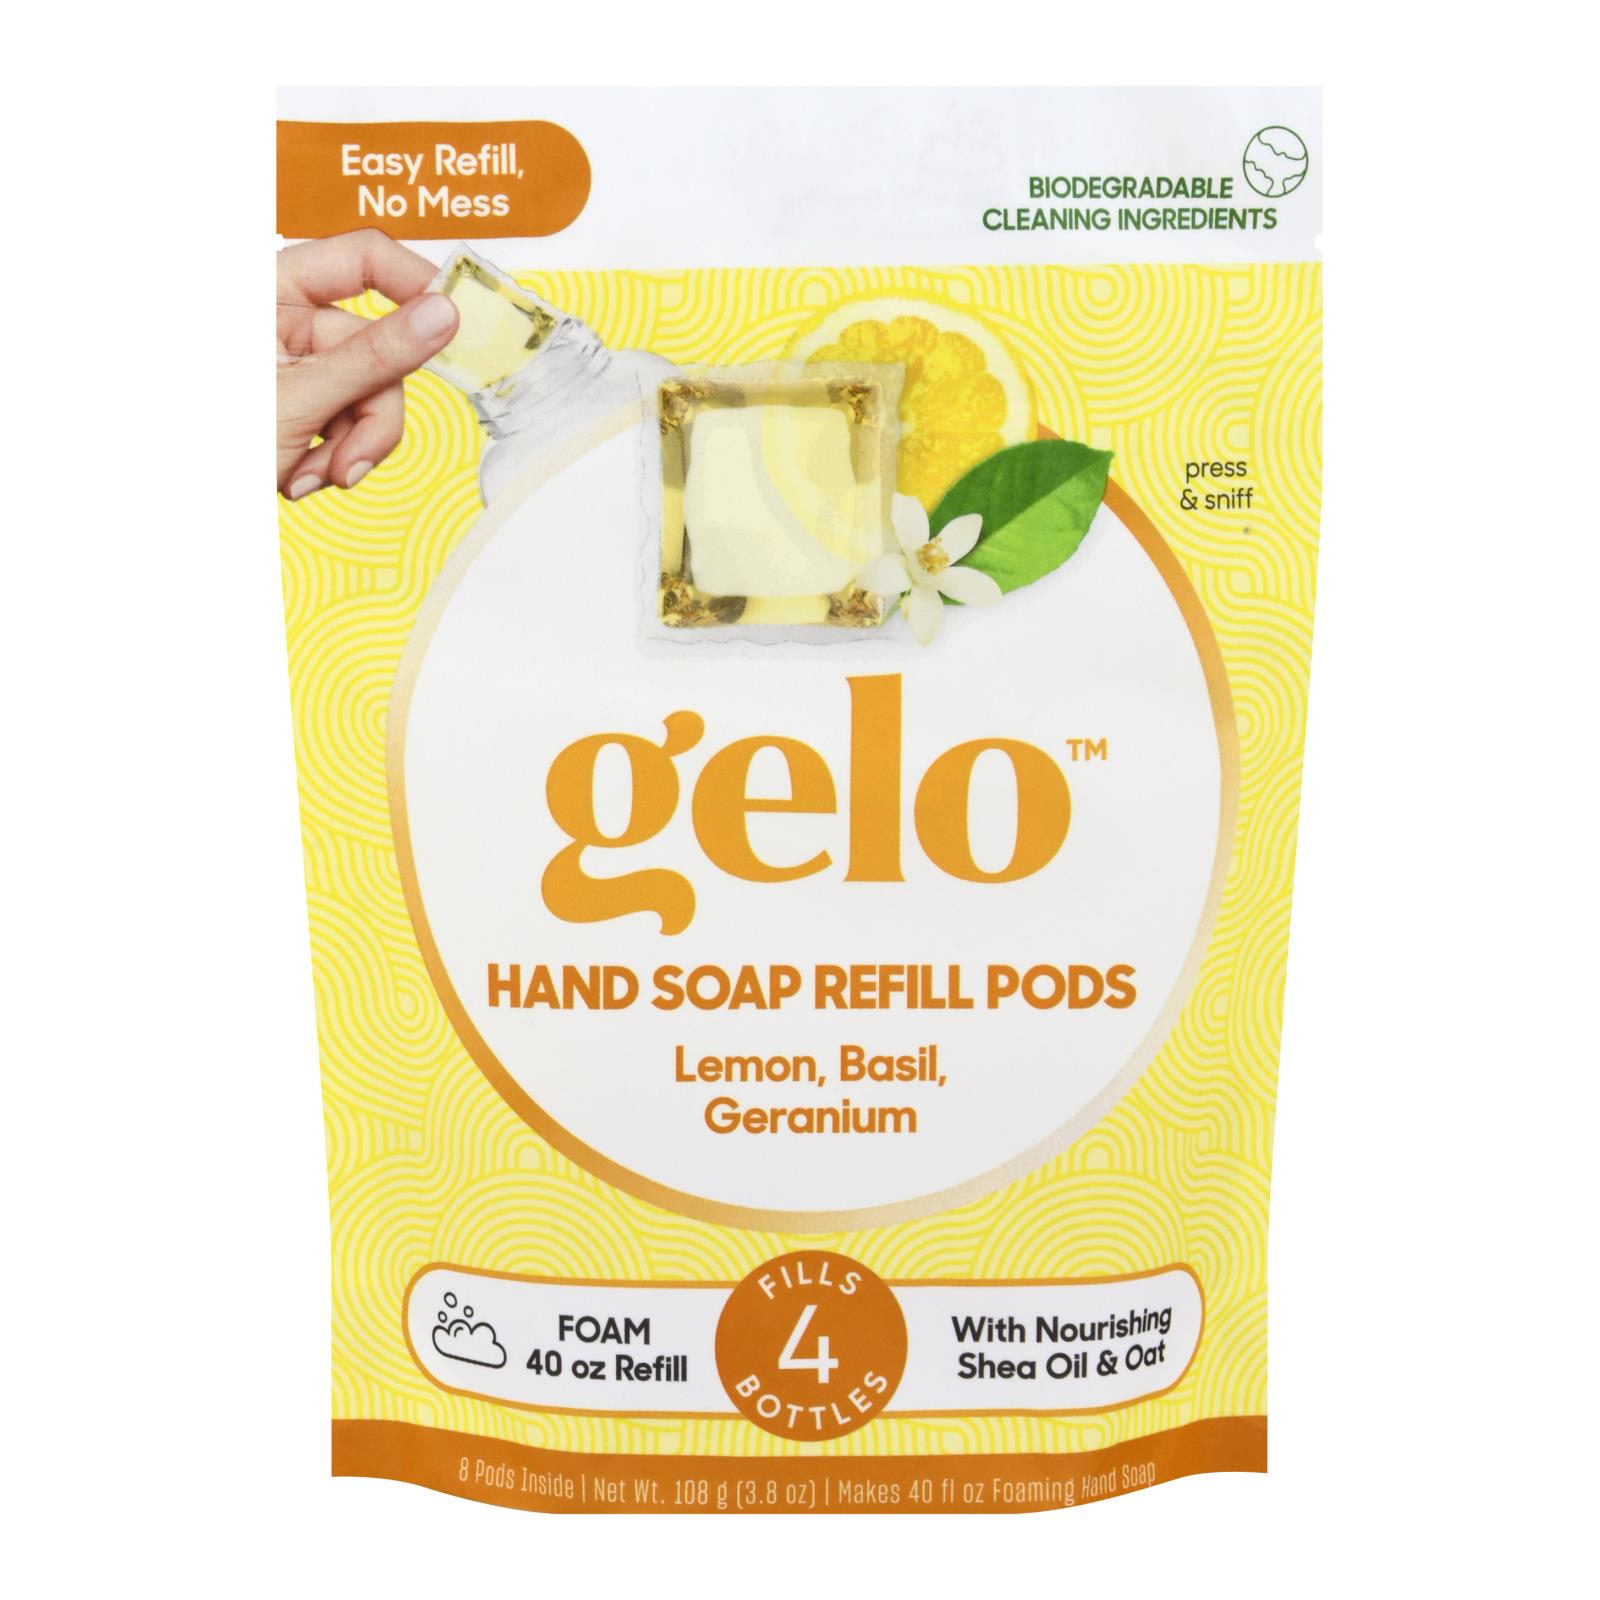 Easy Refill,
No Mess
BIODEGRADABLE
CLEANING INGREDIENTS
press
& sniff
gelo™
HAND SOAP REFILL PODS
Lemon, Basil,
Geranium
FOAM
40 oz Refill
FILLS
4
BOTTLES
With Nourishing
Shea Oil & Oat
8 Pods Inside | Net Wt. 108 g (3.8 oz) | Makes 40 fl oz Foaming Hand Soap